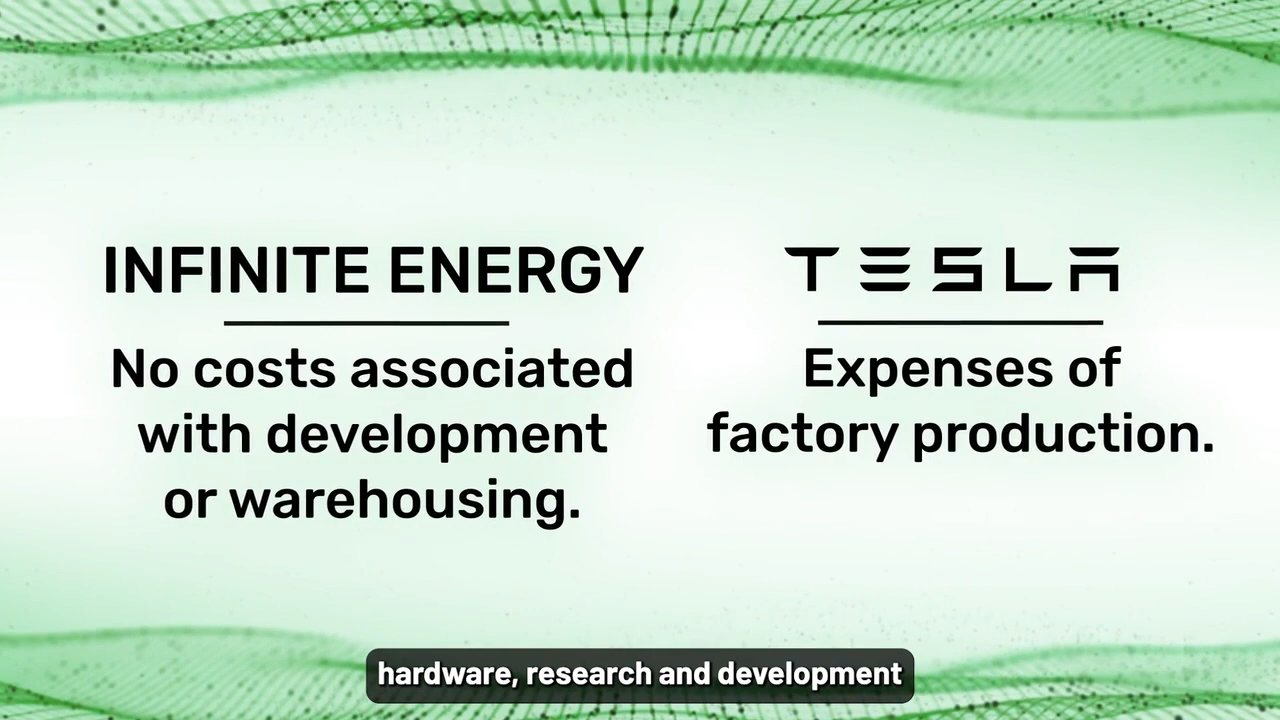 INFINITE ENERGY
No costs associated
with development
or warehousing.
TESLA
Expenses of
factory production.
hardware, research and development